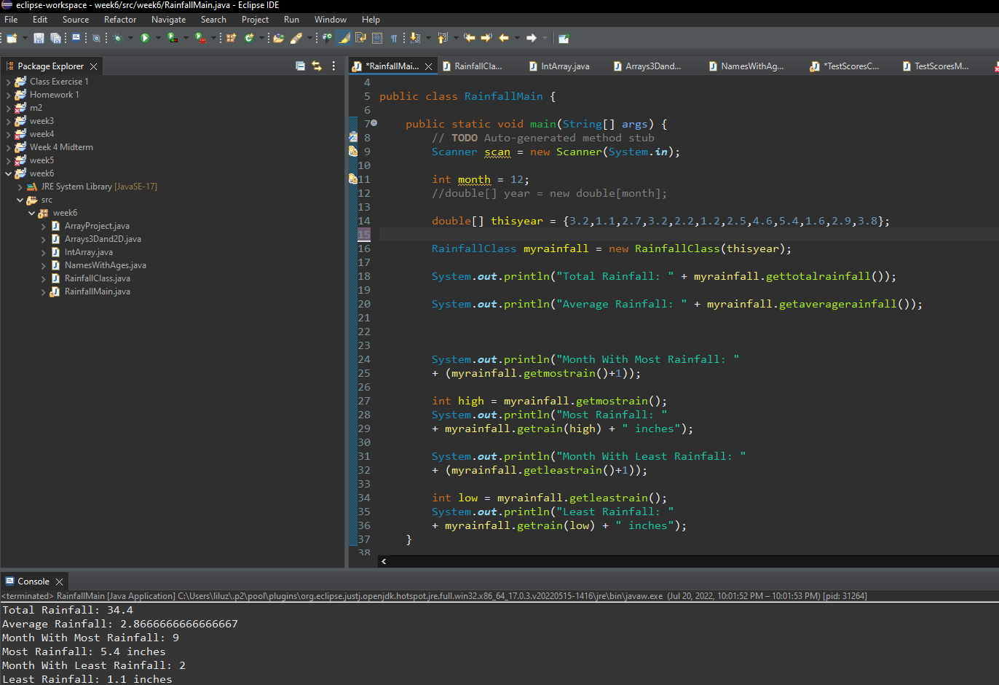 eclipse-workspace - week6/src/week6/RainfallMain.java - Eclipse IDE
File Edit Source Refactor Navigate Search Project Run Window Help
Package Explorer
Class Exercise 1
Homework 1
m2
week3
week4
Week 4 Midterm
week5
week6
JRE System Library [JavaSE-17]
src
week6
ArrayProject.java
Arrays3Dand2D.java
IntArray.java
NamesWithAges.java
RainfallClass.java
RainfallMain.java
*RainfallMai... RainfallCla... IntArray.java Arrays3Dand... NamesWithAg... *TestScoresC... TestScoresM...
4
5 public class RainfallMain {
6
7 public static void main(String[] args) {
8 // TODO Auto-generated method stub
9 Scanner scan = new Scanner(System.in);
10
11 int month = 12;
12 //double[] year = new double[month];
13
14 double[] thisyear = {3.2,1.1,2.7,3.2,2.2,1.2,2.5,4.6,5.4,1.6,2.9,3.8};
15
16 RainfallClass myrainfall = new RainfallClass(thisyear);
17
18 System.out.println("Total Rainfall: " + myrainfall.gettotalrainfall());
19
20 System.out.println("Average Rainfall: " + myrainfall.getaveragerainfall());
21
22
23
24 System.out.println("Month With Most Rainfall: "
25 + (myrainfall.getmostrain()+1));
26
27 int high = myrainfall.getmostrain();
28 System.out.println("Most Rainfall: "
29 + myrainfall.getrain(high) + " inches");
30
31 System.out.println("Month With Least Rainfall: "
32 + (myrainfall.getleastrain()+1));
33
34 int low = myrainfall.getleastrain();
35 System.out.println("Least Rainfall: "
36 + myrainfall.getrain(low) + " inches");
37 }
38
Console
<terminated> RainfallMain [Java Application] C:\Users\liluz\.p2\pool\plugins\org.eclipse.justj.openjdk.hotspot.jre.full.win32.x86_64_17.0.3.v20220515-1416\jre\bin\javaw.exe (Jul 20, 2022, 10:01:52 PM – 10:01:53 PM) [pid: 31264]
Total Rainfall: 34.4
Average Rainfall: 2.8666666666666667
Month With Most Rainfall: 9
Most Rainfall: 5.4 inches
Month With Least Rainfall: 2
Least Rainfall: 1.1 inches